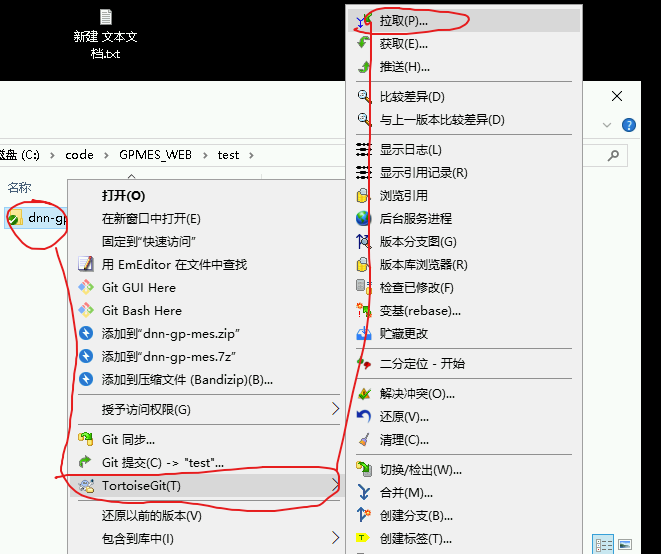 新建 文本文
档.txt
磁盘 (C:) > code > GPMES_WEB > test >
名称
dnn-gp
打开(O)
在新窗口中打开(E)
固定到"快速访问"
用 EmEditor 在文件中查找
Git GUI Here
Git Bash Here
添加到"dnn-gp-mes.zip"
添加到"dnn-gp-mes.7z"
添加到压缩文件 (Bandizip)(B)...
授予访问权限(G)
Git 同步...
Git 提交(C) -> "test"...
TortoiseGit(T)
还原以前的版本(V)
包含到库中(I)
拉取(P)...
获取(E)...
推送(H)...
比较差异(D)
与上一版本比较差异(D)
显示日志(L)
显示引用记录(R)
浏览引用
后台服务进程
版本分支图(G)
版本库浏览器(R)
检查已修改(F)
变基(rebase)...
贮藏更改
二分定位 - 开始
解决冲突(O)...
还原(V)...
清理(C)...
切换/检出(W)...
合并(M)...
创建分支(B)...
创建标签(T)...